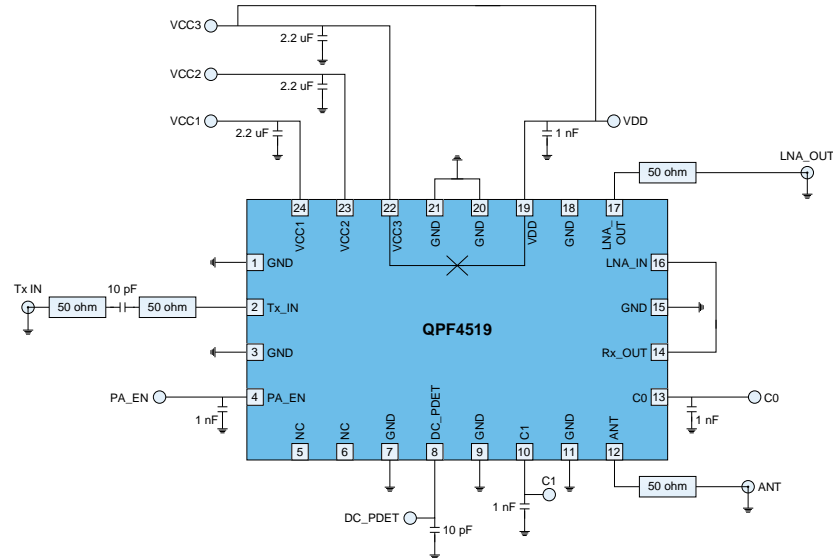 VCC3
2.2 uF
VCC2
2.2 uF
VCC1
2.2 uF
1 nF
VDD
LNA_OUT
50 ohm
24
23
22
21
20
19
18
17
VCC1
VCC2
VCC3
GND
GND
VDD
GND
LNA_
OUT
1
GND
LNA_IN
16
Tx IN
10 pF
50 ohm
50 ohm
2
Tx_IN
GND
15
QPF4519
3
GND
Rx_OUT
14
PA_EN
4
PA_EN
C0
13
C0
1 nF
1 nF
NC
NC
GND
DC_PDET
GND
C1
GND
ANT
5
6
7
8
9
10
11
12
50 ohm
ANT
C1
1 nF
DC_PDET
10 pF